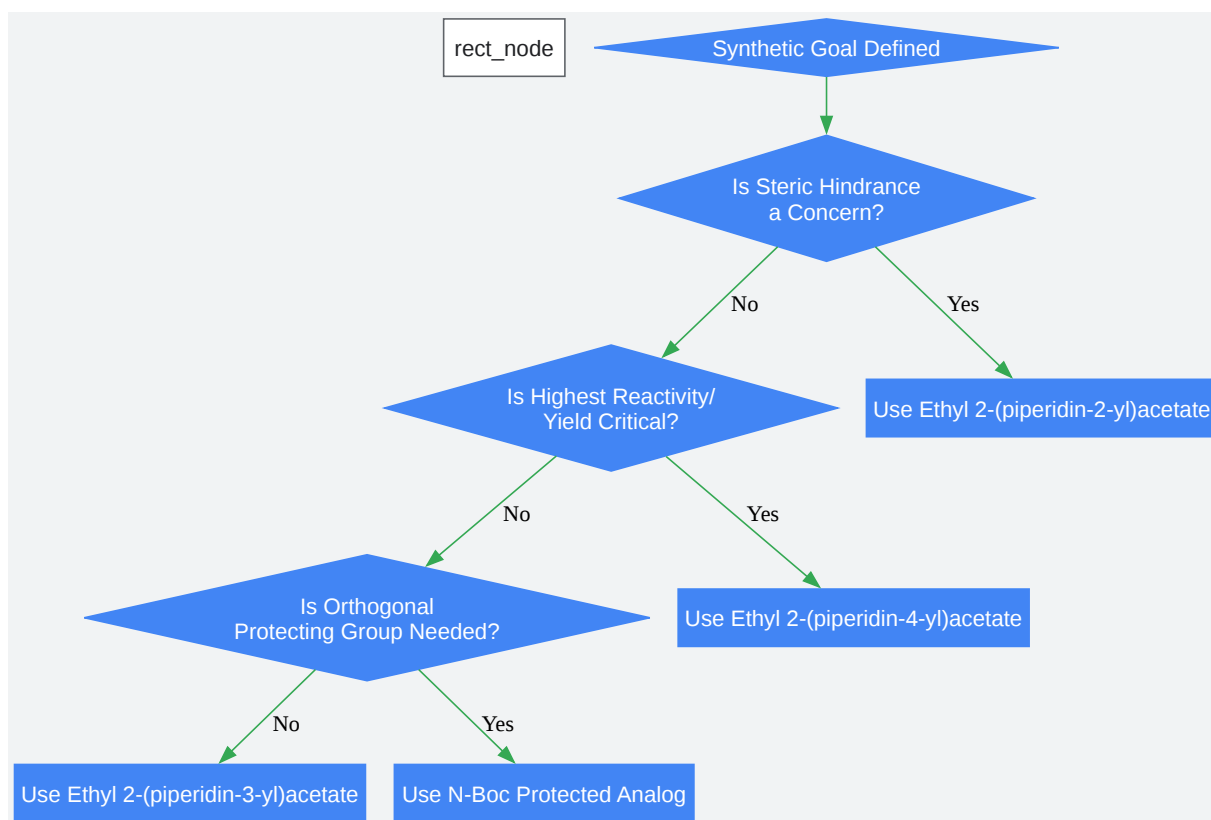 rect_node
Synthetic Goal Defined
Is Steric Hindrance
a Concern?
No
Yes
Is Highest Reactivity/
Yield Critical?
Use Ethyl 2-(piperidin-2-yl)acetate
No
Yes
Is Orthogonal
Protecting Group Needed?
Use Ethyl 2-(piperidin-4-yl)acetate
No
Yes
Use Ethyl 2-(piperidin-3-yl)acetate
Use N-Boc Protected Analog